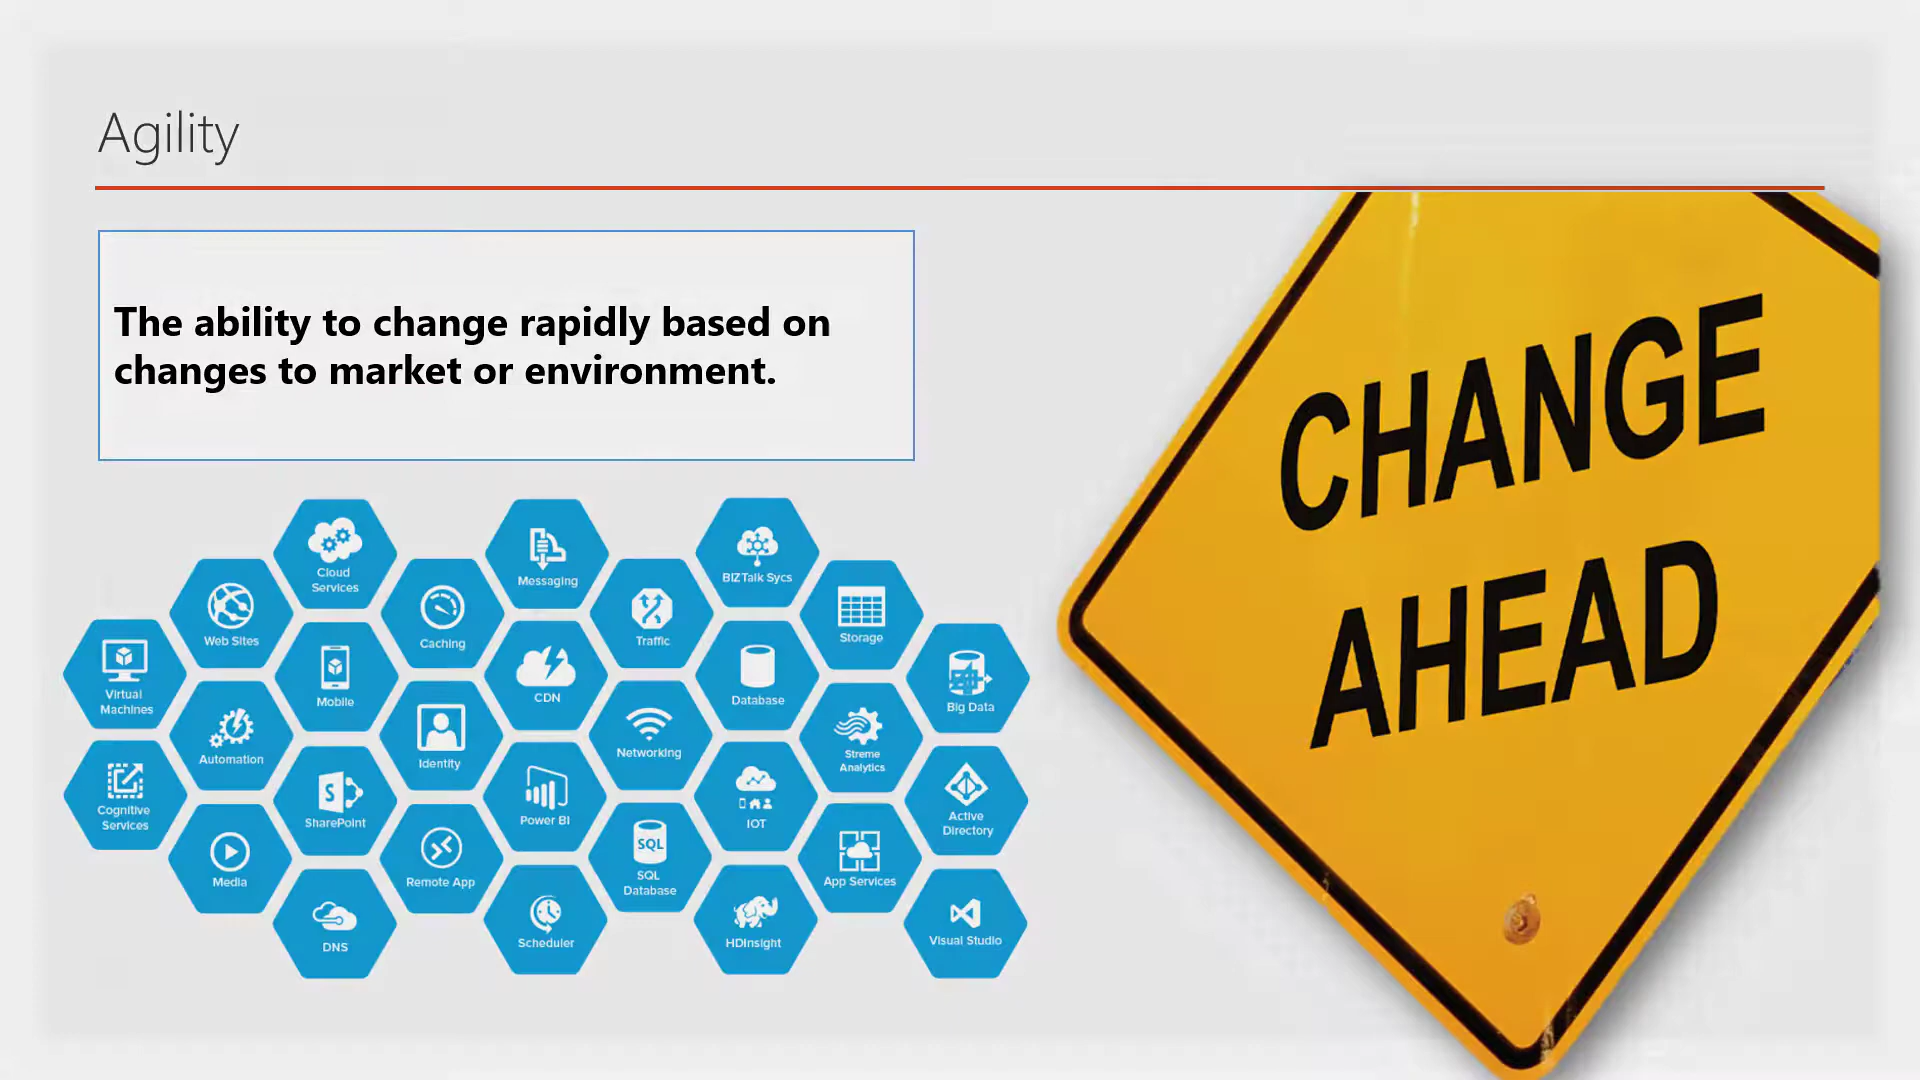 Agility
The ability to change rapidly based on
changes to market or environment.
CHANGE
AHEAD
Cloud
Services
Messaging
BIZTalk Sycs
Web Sites
Caching
Traffic
Storage
Virtual
Machines
Mobile
CDN
Database
Big Data
Automation
Identity
Networking
Streme
Analytics
Cognitive
Services
SharePoint
Power BI
IOT
Active
Directory
Media
Remote App
SQL
SQL
Database
App Services
DNS
Scheduler
HDInsight
Visual Studio